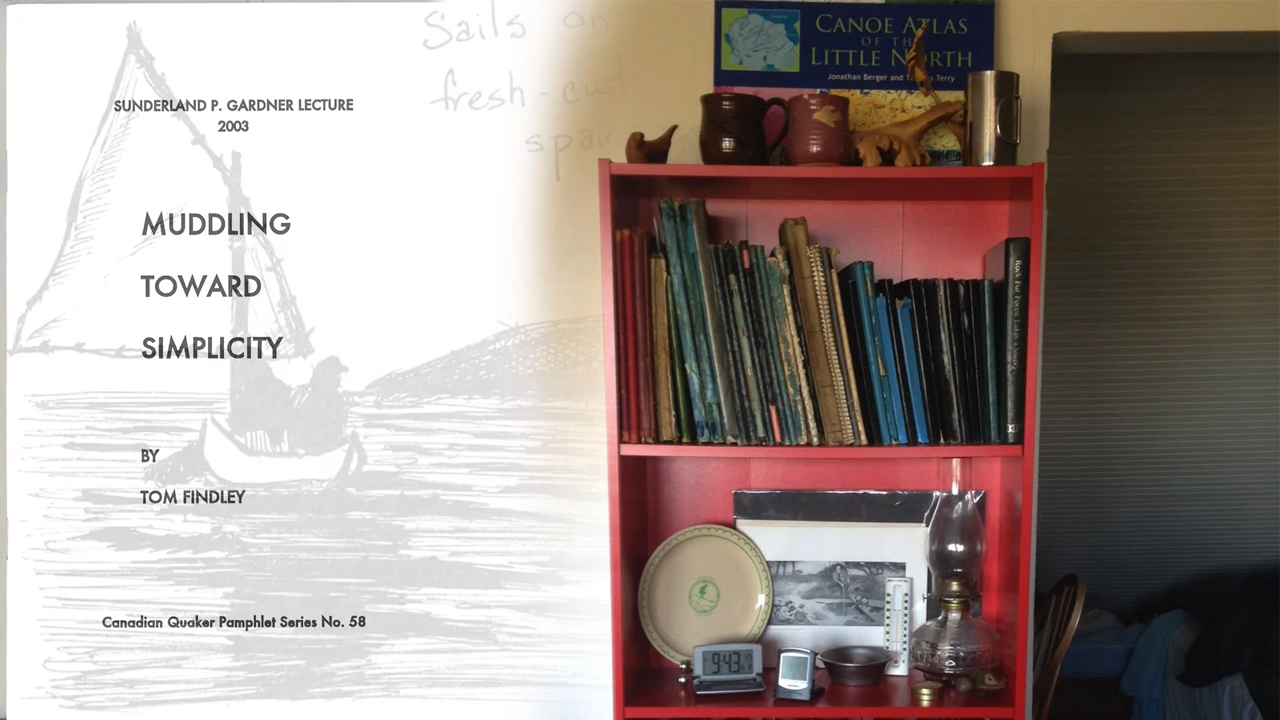 SUNDERLAND P. GARDNER LECTURE
2003
MUDDLING
TOWARD
SIMPLICITY
BY
TOM FINDLEY
Canadian Quaker Pamphlet Series No. 58
Sails on
fresh-cut
spar
CANOE ATLAS
OF THE
LITTLE NORTH
Jonathan Berger and Terry
9:43